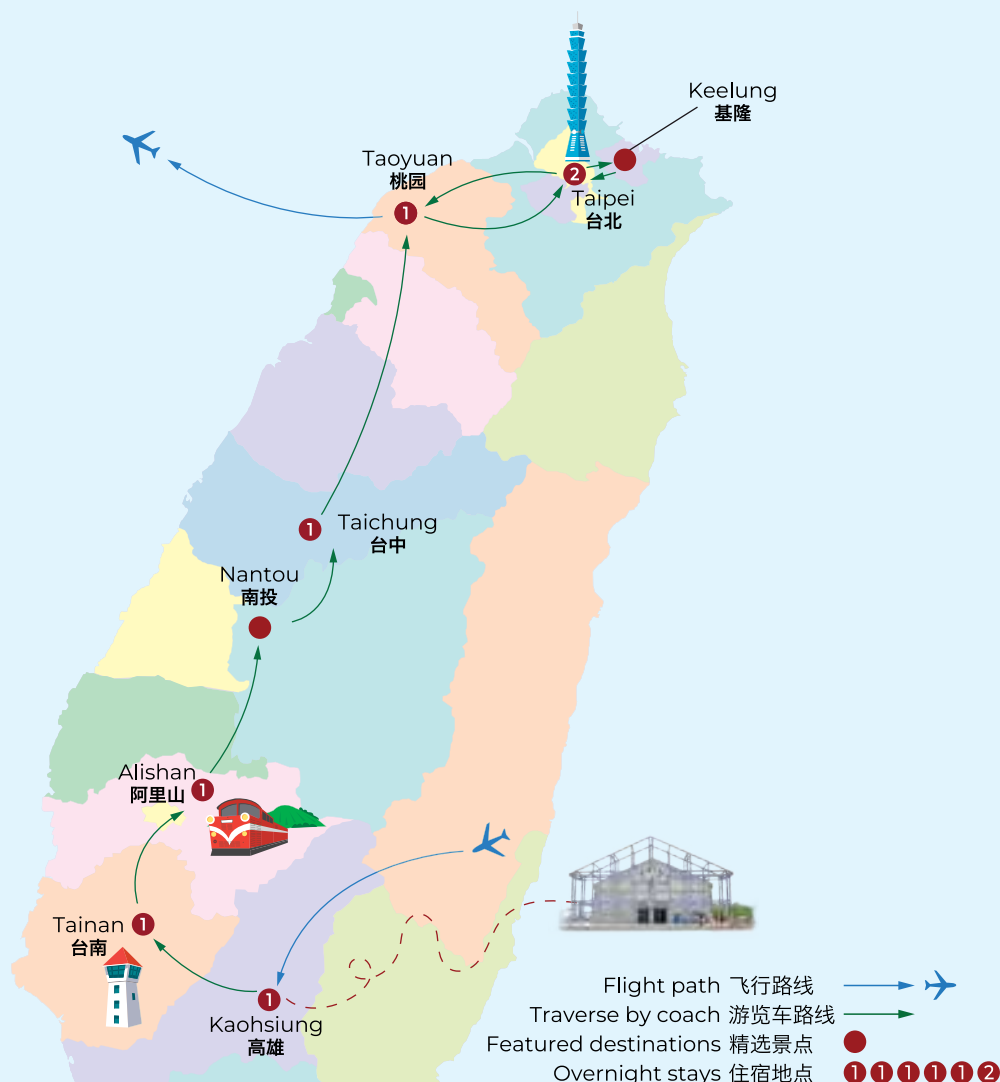 Keelung
基隆
Taoyuan
桃园
1
2
Taipei
台北
1
Taichung
台中
Nantou
南投
Alishan
阿里山
1
Tainan
台南
1
1
Kaohsiung
高雄
Flight path 飞行路线
Traverse by coach 游览车路线
Featured destinations 精选景点
Overnight stays 住宿地点 1 1 1 1 1 2